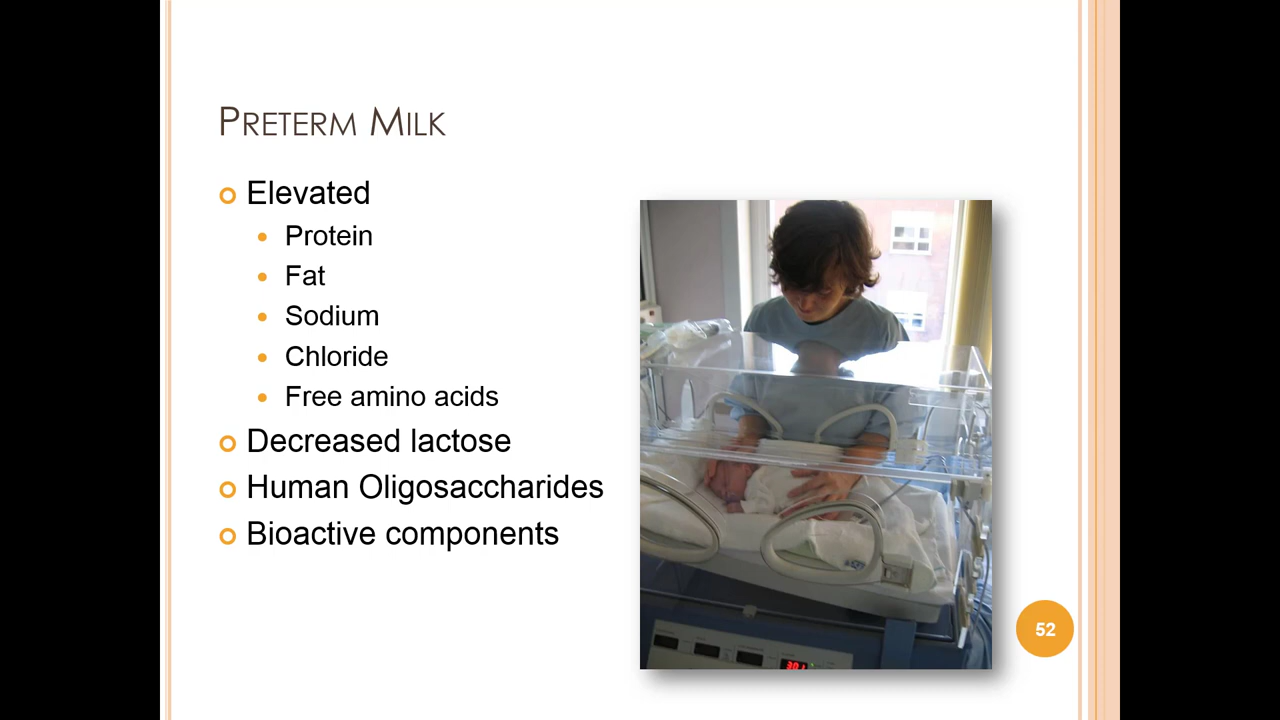 Preterm Milk
Elevated
Protein
Fat
Sodium
Chloride
Free amino acids
Decreased lactose
Human Oligosaccharides
Bioactive components
52